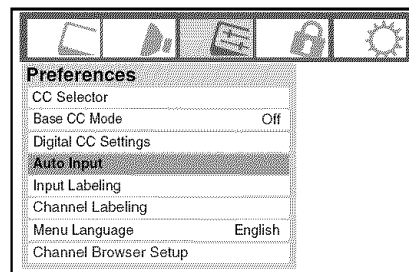 Preferences
CC Selector
Base CC Mode Off
Digital CC Settings
Auto Input
Input Labeling
Channel Labeling
Menu Language English
Channel Browser Setup